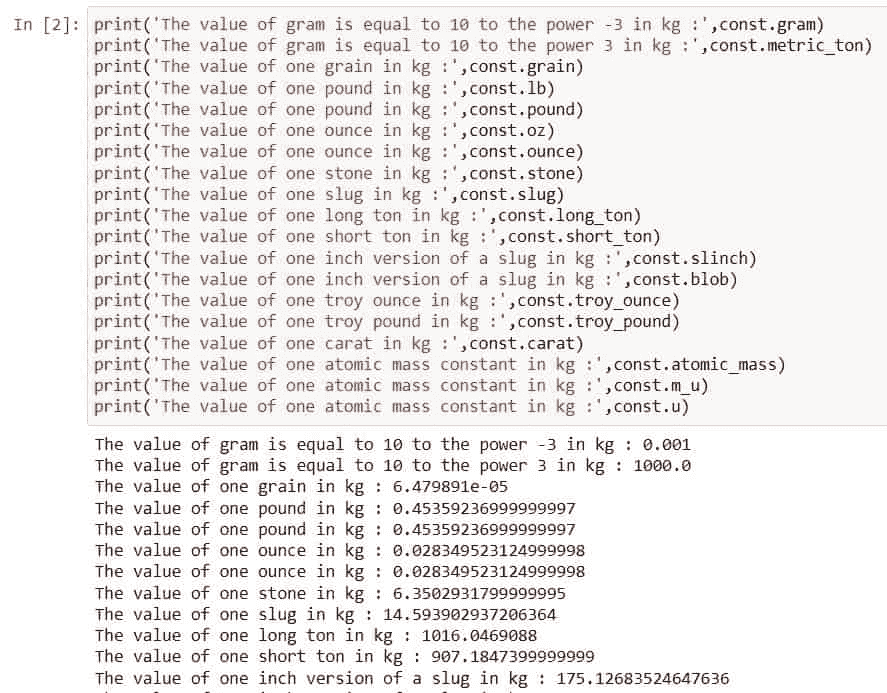 In [2]: print('The value of gram is equal to 10 to the power -3 in kg :',const.gram)
print('The value of gram is equal to 10 to the power 3 in kg :',const.metric_ton)
print('The value of one grain in kg :',const.grain)
print('The value of one pound in kg :',const.lb)
print('The value of one pound in kg :',const.pound)
print('The value of one ounce in kg :',const.oz)
print('The value of one ounce in kg :',const.ounce)
print('The value of one stone in kg :',const.stone)
print('The value of one slug in kg :',const.slug)
print('The value of one long ton in kg :',const.long_ton)
print('The value of one short ton in kg :',const.short_ton)
print('The value of one inch version of a slug in kg :',const.slinch)
print('The value of one inch version of a slug in kg :',const.blob)
print('The value of one troy ounce in kg :',const.troy_ounce)
print('The value of one troy pound in kg :',const.troy_pound)
print('The value of one carat in kg :',const.carat)
print('The value of one atomic mass constant in kg :',const.atomic_mass)
print('The value of one atomic mass constant in kg :',const.m_u)
print('The value of one atomic mass constant in kg :',const.u)
The value of gram is equal to 10 to the power -3 in kg : 0.001
The value of gram is equal to 10 to the power 3 in kg : 1000.0
The value of one grain in kg : 6.479891e-05
The value of one pound in kg : 0.45359236999999997
The value of one pound in kg : 0.45359236999999997
The value of one ounce in kg : 0.028349523124999998
The value of one ounce in kg : 0.028349523124999998
The value of one stone in kg : 6.3502931799999995
The value of one slug in kg : 14.593902937206364
The value of one long ton in kg : 1016.0469088
The value of one short ton in kg : 907.1847399999999
The value of one inch version of a slug in kg : 175.12683524647636